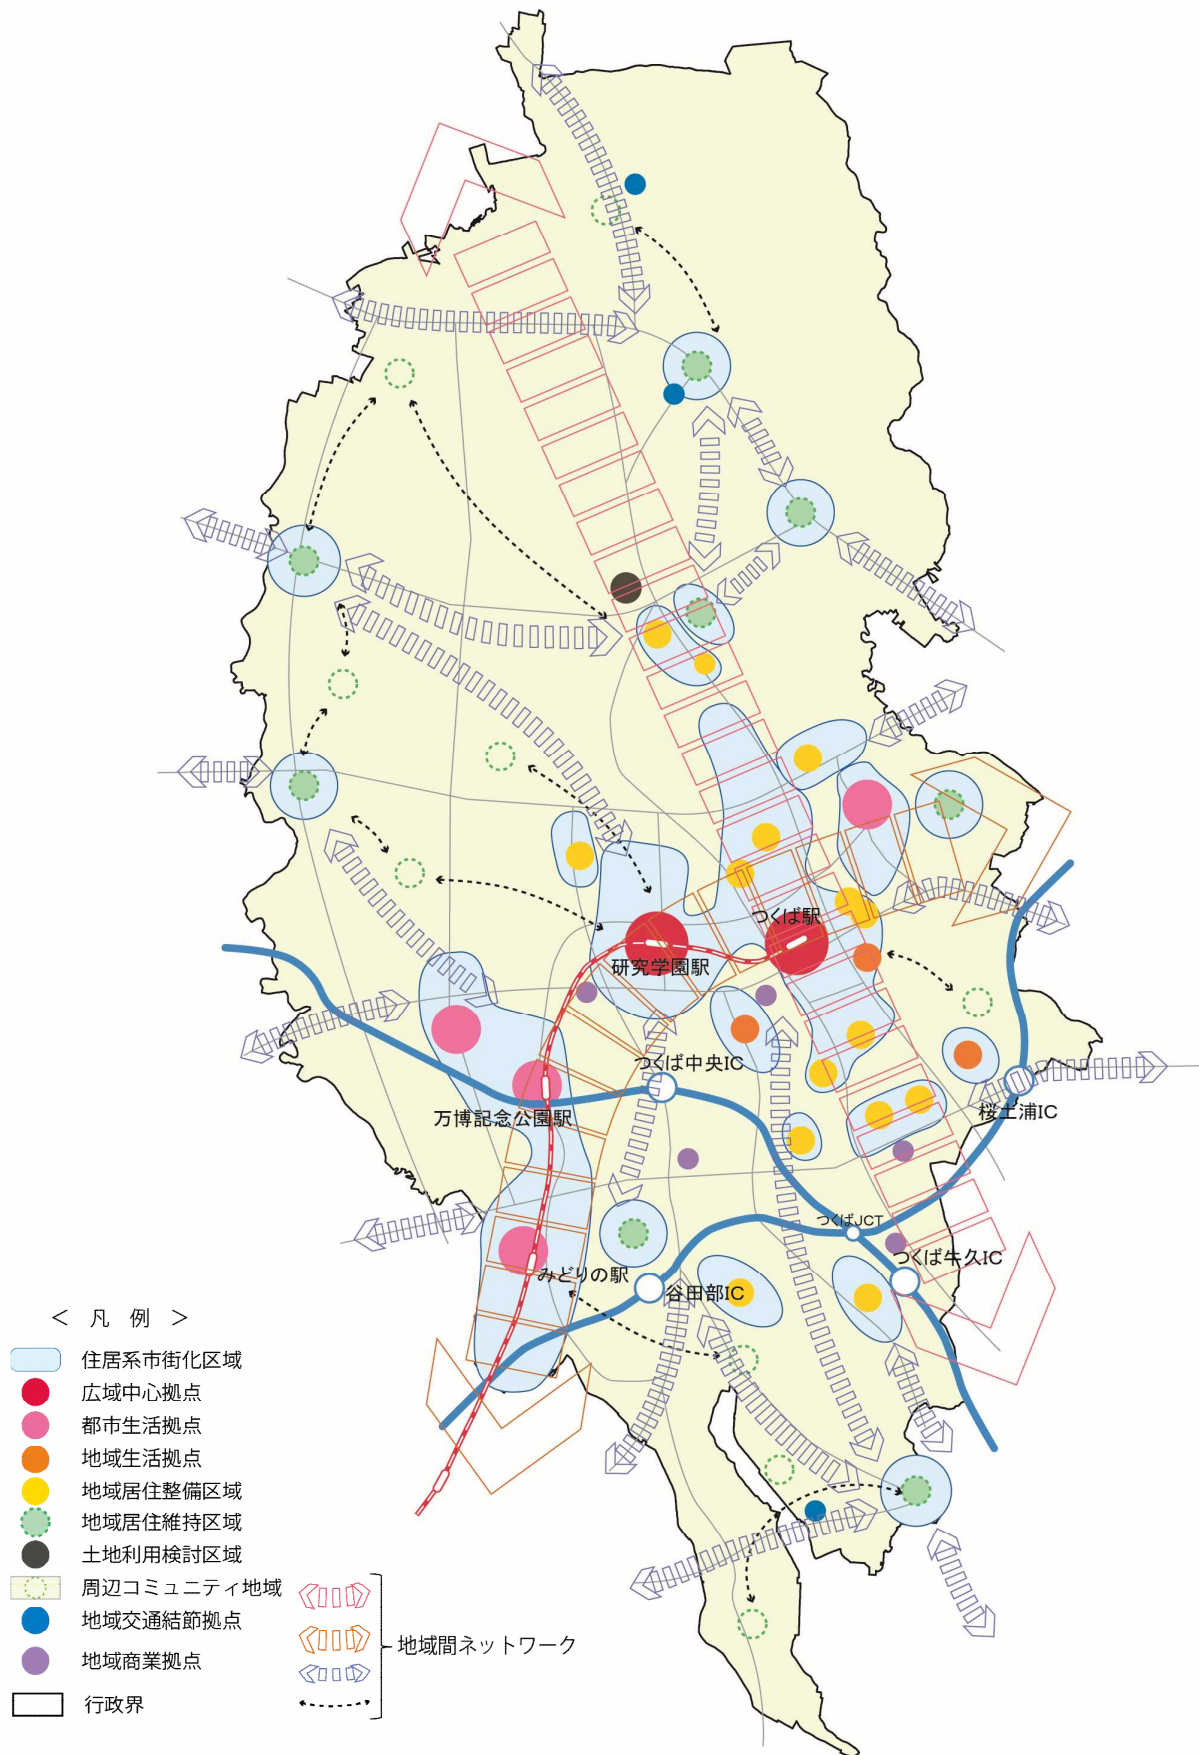 つくば駅
研究学園駅
つくば中央IC
万博記念公園駅
桜土浦IC
つくばJCT
つくば牛久IC
みどりの駅
谷田部IC
＜ 凡 例 ＞
住居系市街化区域
広域中心拠点
都市生活拠点
地域生活拠点
地域居住整備区域
地域居住維持区域
土地利用検討区域
周辺コミュニティ地域
地域交通結節拠点
地域商業拠点
行政界
地域間ネットワーク